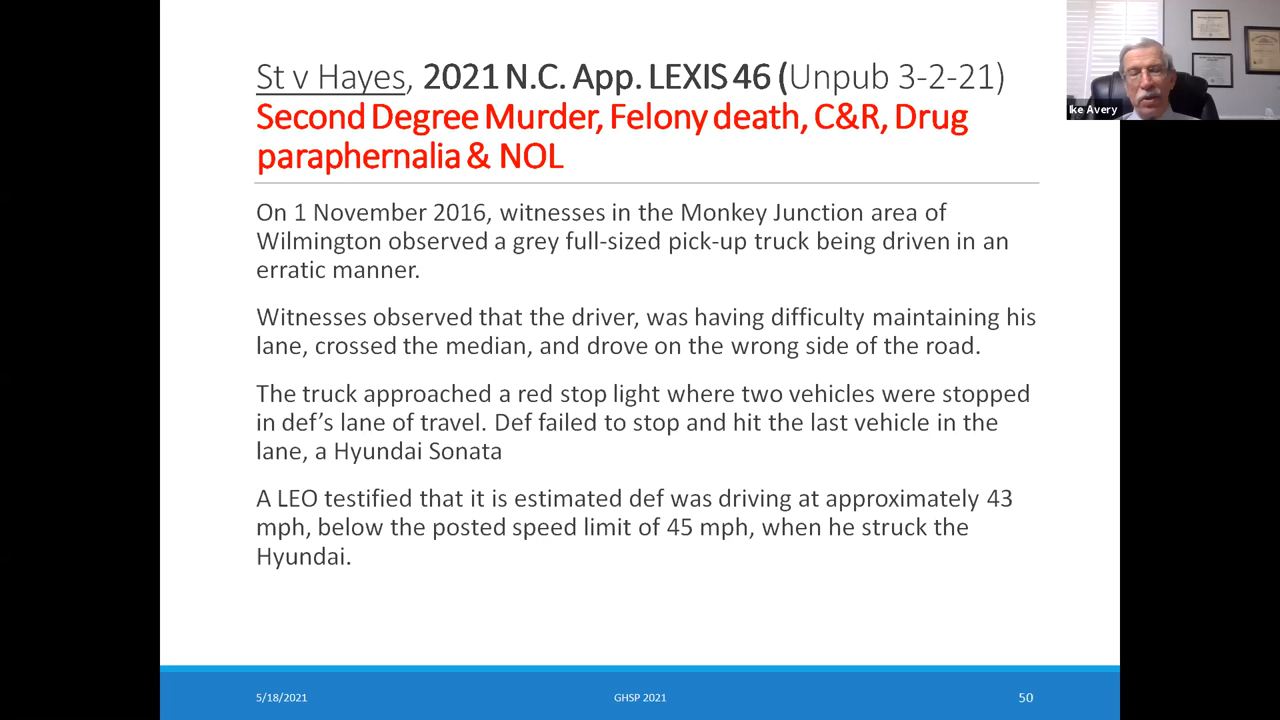 St v Hayes, 2021 N.C. App. LEXIS 46 (Unpub 3-2-21)
Second Degree Murder, Felony death, C&R, Drug
paraphernalia & NOL
Ike Avery
On 1 November 2016, witnesses in the Monkey Junction area of
Wilmington observed a grey full-sized pick-up truck being driven in an
erratic manner.
Witnesses observed that the driver, was having difficulty maintaining his
lane, crossed the median, and drove on the wrong side of the road.
The truck approached a red stop light where two vehicles were stopped
in def’s lane of travel. Def failed to stop and hit the last vehicle in the
lane, a Hyundai Sonata
A LEO testified that it is estimated def was driving at approximately 43
mph, below the posted speed limit of 45 mph, when he struck the
Hyundai.
5/18/2021
GHSP 2021
50